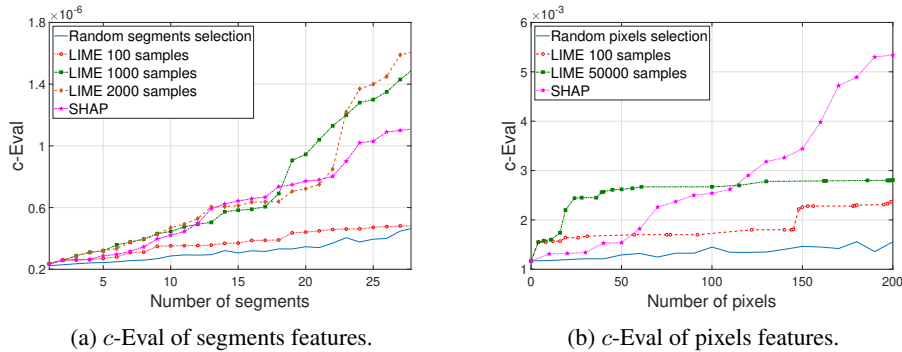 ×10⁻⁶
1.8
1.4
1
0.6
0.2
c-Eval
Random segments selection
LIME 100 samples
LIME 1000 samples
LIME 2000 samples
SHAP
5 10 15 20 25
Number of segments
(a) c-Eval of segments features.
×10⁻³
6
5
4
3
2
1
c-Eval
Random pixels selection
LIME 100 samples
LIME 50000 samples
SHAP
0 50 100 150 200
Number of pixels
(b) c-Eval of pixels features.